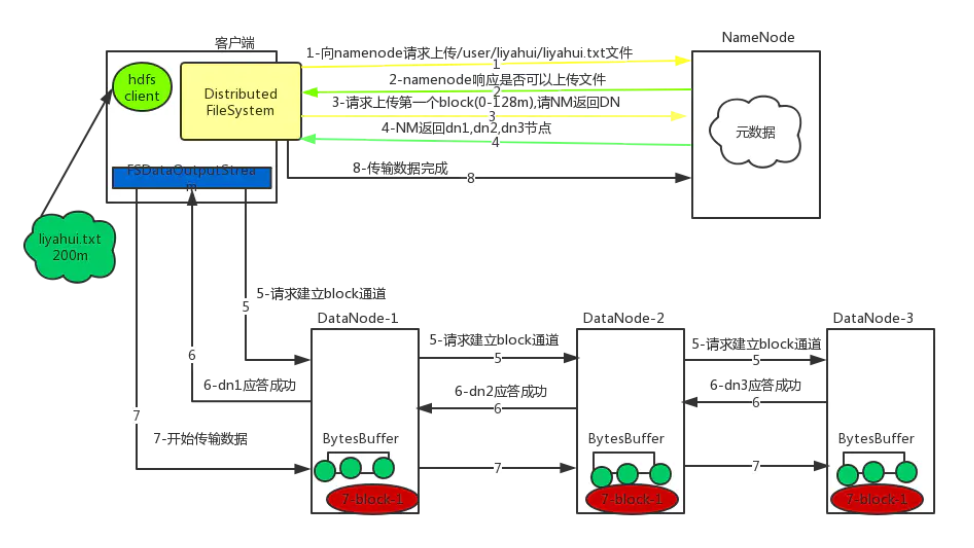 客户端
NameNode
hdfs
client
Distributed
FileSystem
1-向namenode请求上传/user/liyahui/liyahui.txt文件
1
2-namenode响应是否可以上传文件
2
3-请求上传第一个block(0-128m),请NM返回DN
3
4-NM返回dn1,dn2,dn3节点
4
元数据
8-传输数据完成
8
FSDataOutputStrea
m
liyahui.txt
200m
5-请求建立block通道
5
6
6-dn1应答成功
7
7-开始传输数据
DataNode-1
DataNode-2
DataNode-3
5-请求建立block通道
5
5-请求建立block通道
5
6-dn2应答成功
6
6-dn3应答成功
6
BytesBuffer
BytesBuffer
BytesBuffer
7
7
7-block-1
7-block-1
7-block-1